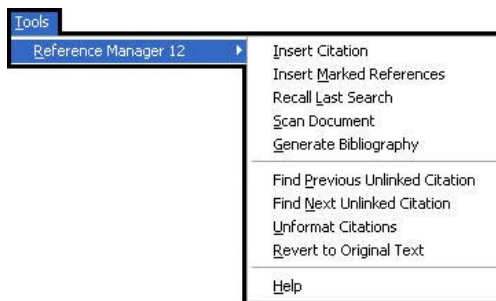 Tools
Reference Manager 12
Insert Citation
Insert Marked References
Recall Last Search
Scan Document
Generate Bibliography
Find Previous Unlinked Citation
Find Next Unlinked Citation
Unformat Citations
Revert to Original Text
Help